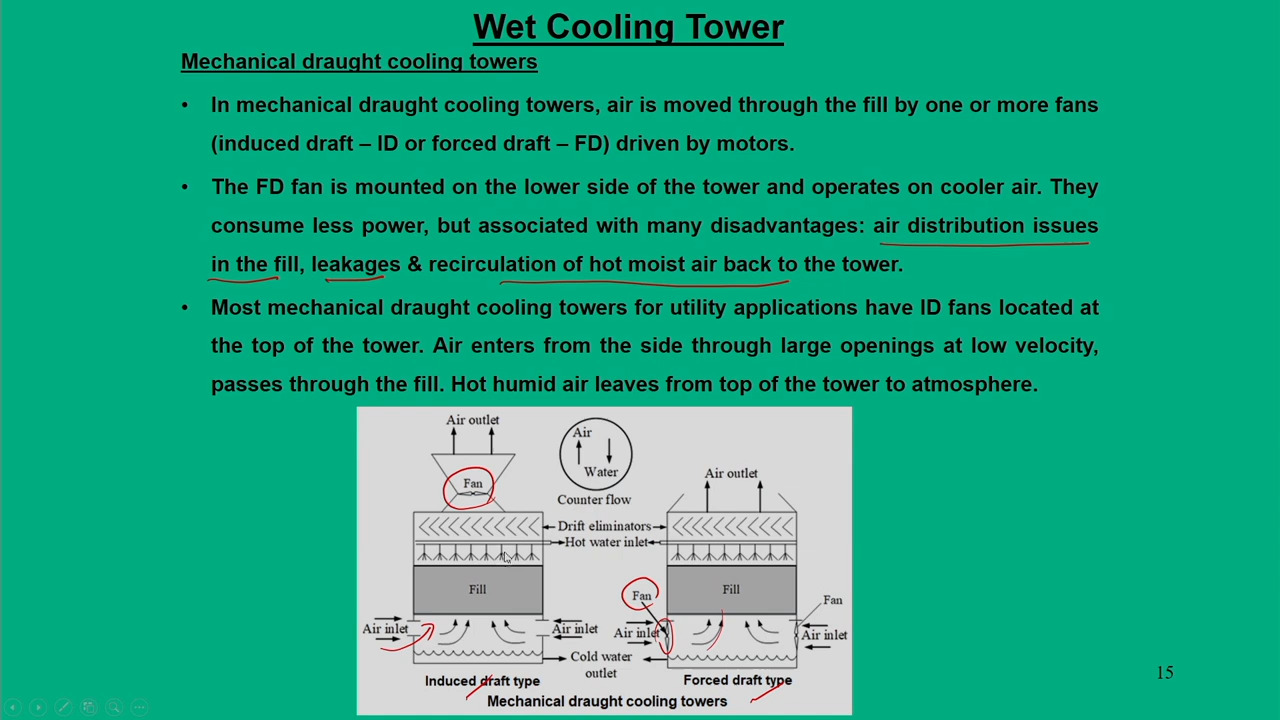 Wet Cooling Tower
Mechanical draught cooling towers
• In mechanical draught cooling towers, air is moved through the fill by one or more fans
(induced draft – ID or forced draft – FD) driven by motors.
• The FD fan is mounted on the lower side of the tower and operates on cooler air. They
consume less power, but associated with many disadvantages: air distribution issues
in the fill, leakages & recirculation of hot moist air back to the tower.
• Most mechanical draught cooling towers for utility applications have ID fans located at
the top of the tower. Air enters from the side through large openings at low velocity,
passes through the fill. Hot humid air leaves from top of the tower to atmosphere.
Air outlet
Fan
Air
Water
Counter flow
Air outlet
Drift eliminators
Hot water inlet
Fill
Fill
Fan
Fan
Air inlet
Air inlet
Air inlet
Air inlet
Cold water
outlet
Induced draft type
Forced draft type
Mechanical draught cooling towers
15